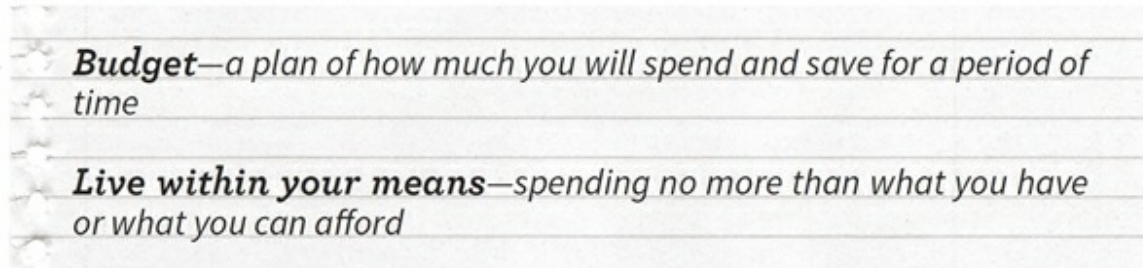 Budget—a plan of how much you will spend and save for a period of
time
Live within your means—spending no more than what you have
or what you can afford